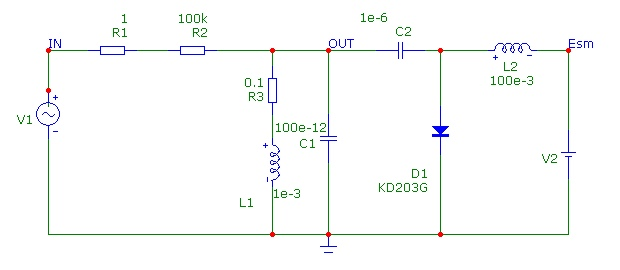 1e-6
1
100k
IN
R1
R2
OUT
C2
Esm
L2
0.1
100e-3
R3
V1
100e-12
C1
V2
D1
KD203G
1e-3
L1